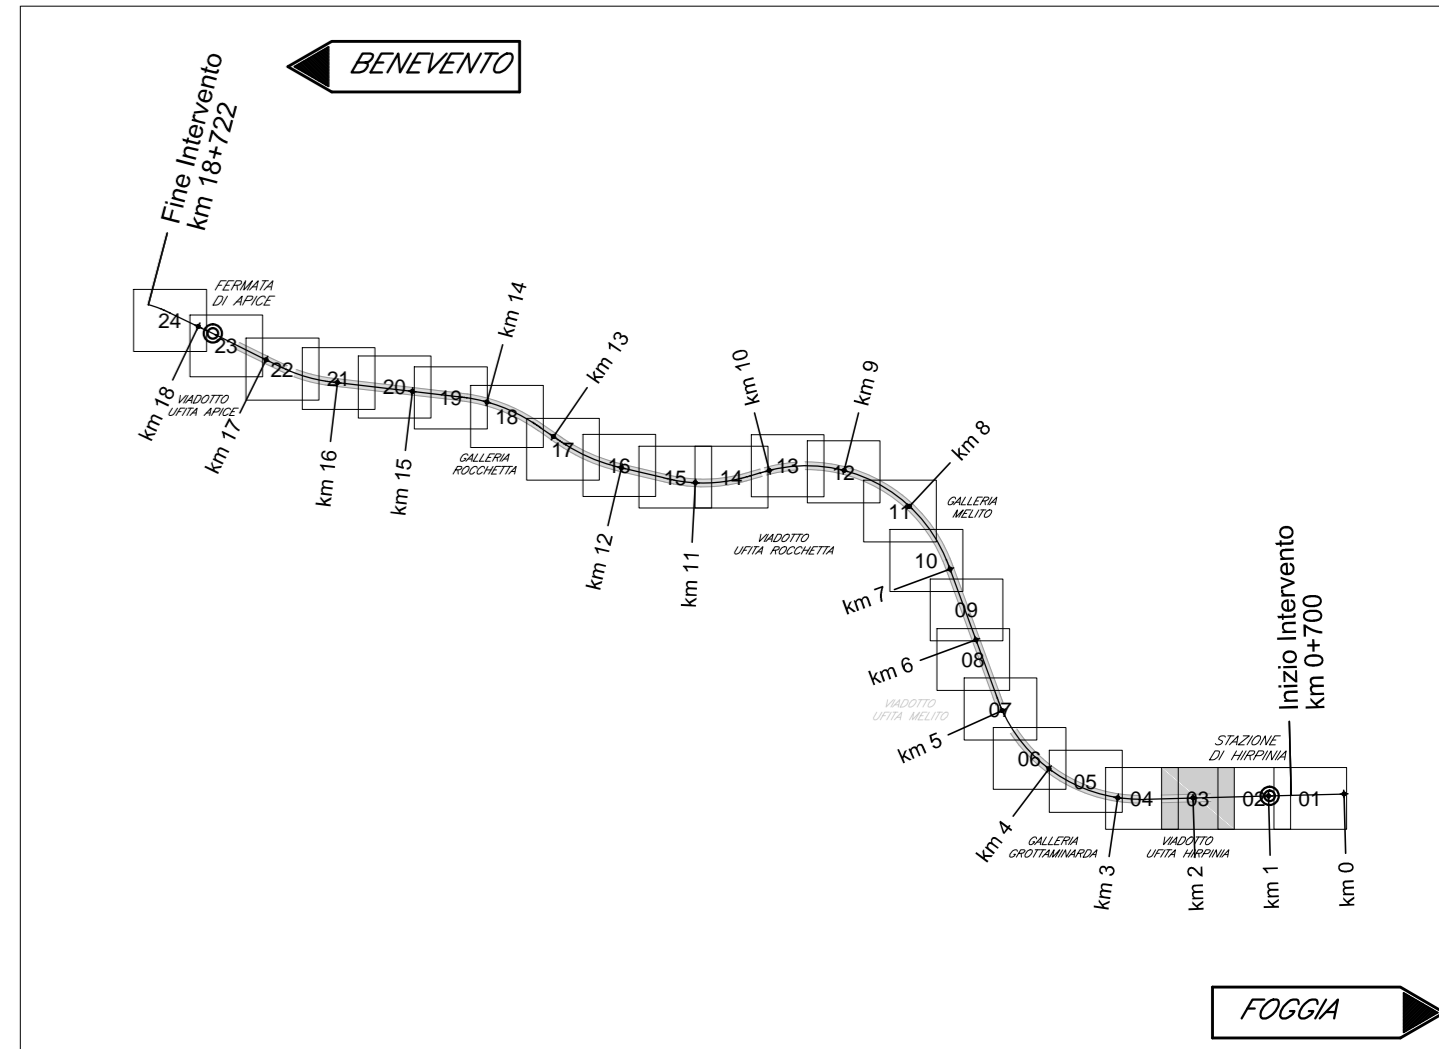 BENEVENTO
Fine Intervento
km 18+722
FERMATA
DI APICE
24
23
22
21
20
19
18
17
16
15
14
13
12
11
10
09
08
07
06
05
04
03
02
01
km 18
VIADOTTO
UFITA APICE
km 17
km 16
km 15
km 14
GALLERIA
ROCCHETTA
km 13
km 12
km 11
km 10
VIADOTTO
UFITA ROCCHETTA
km 9
km 8
GALLERIA
MELITO
km 7
km 6
VIADOTTO
UFITA MELITO
km 5
km 4
GALLERIA
GROTTAMINARDA
km 3
VIADOTTO
UFITA HIRPINIA
km 2
STAZIONE
DI HIRPINIA
km 1
Inizio Intervento
km 0+700
km 0
FOGGIA